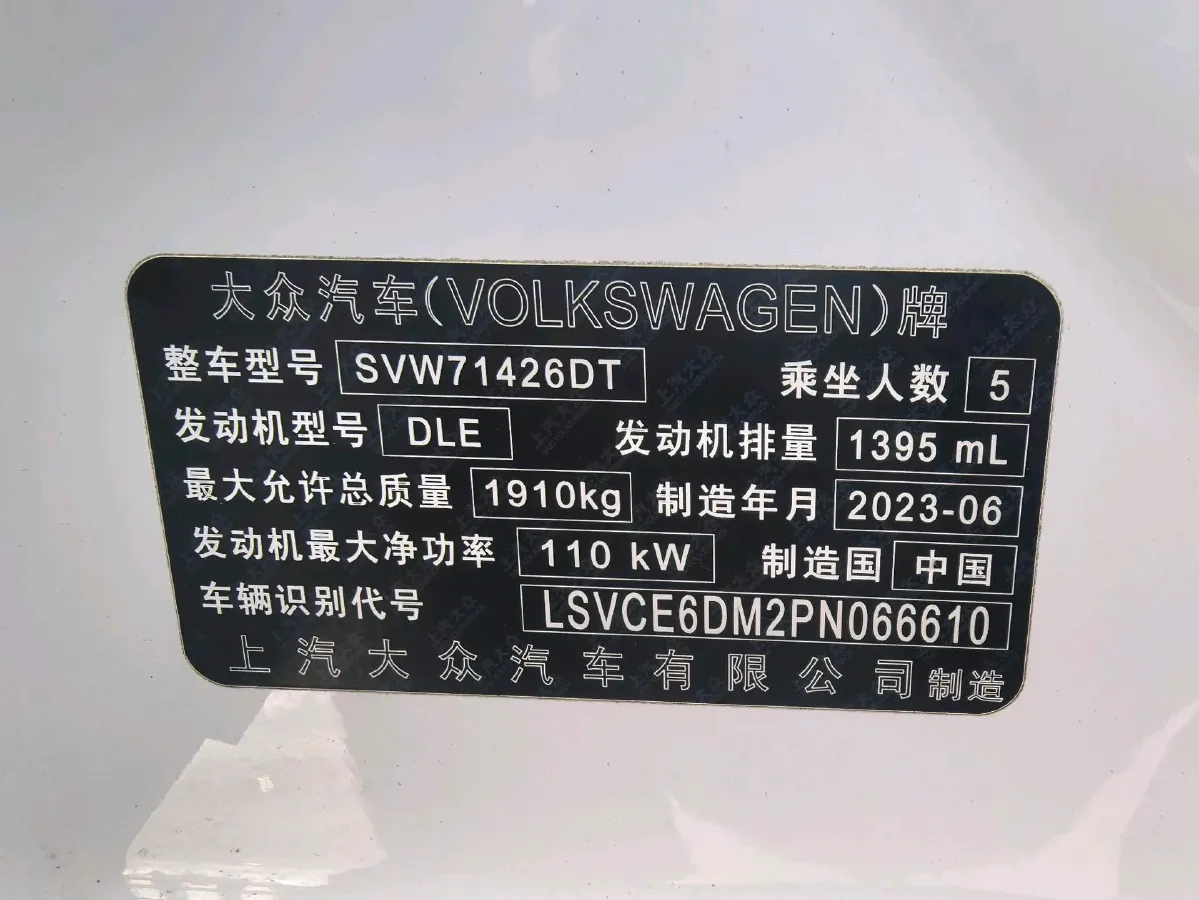 大众汽车(VOLKSWAGEN)牌
整车型号 SVW71426DT 乘坐人数 5
发动机型号 DLE 发动机排量 1395 mL
最大允许总质量 1910kg 制造年月 2023-06
发动机最大净功率 110 kW 制造国 中国
车辆识别代号 LSVCE6DM2PN066610
上汽大众汽车有限公司制造